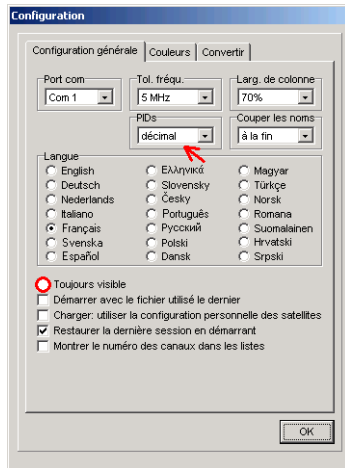 Configuration
Configuration générale Couleurs Convertir
Port com Tol. fréqu. Larg. de colonne
Com 1 5 MHz 70%
PIDs Couper les noms
décimal à la fin
Langue
English Ελληνικά Magyar
Deutsch Slovensky Türkçe
Nederlands Česky Norsk
Italiano Português Romana
Français Русский Suomalainen
Svenska Polski Hrvatski
Español Dansk Srpski
Toujours visible
Démarrer avec le fichier utilisé le dernier
Charger: utiliser la configuration personnelle des satellites
Restaurer la dernière session en démarrant
Montrer le numéro des canaux dans les listes
OK